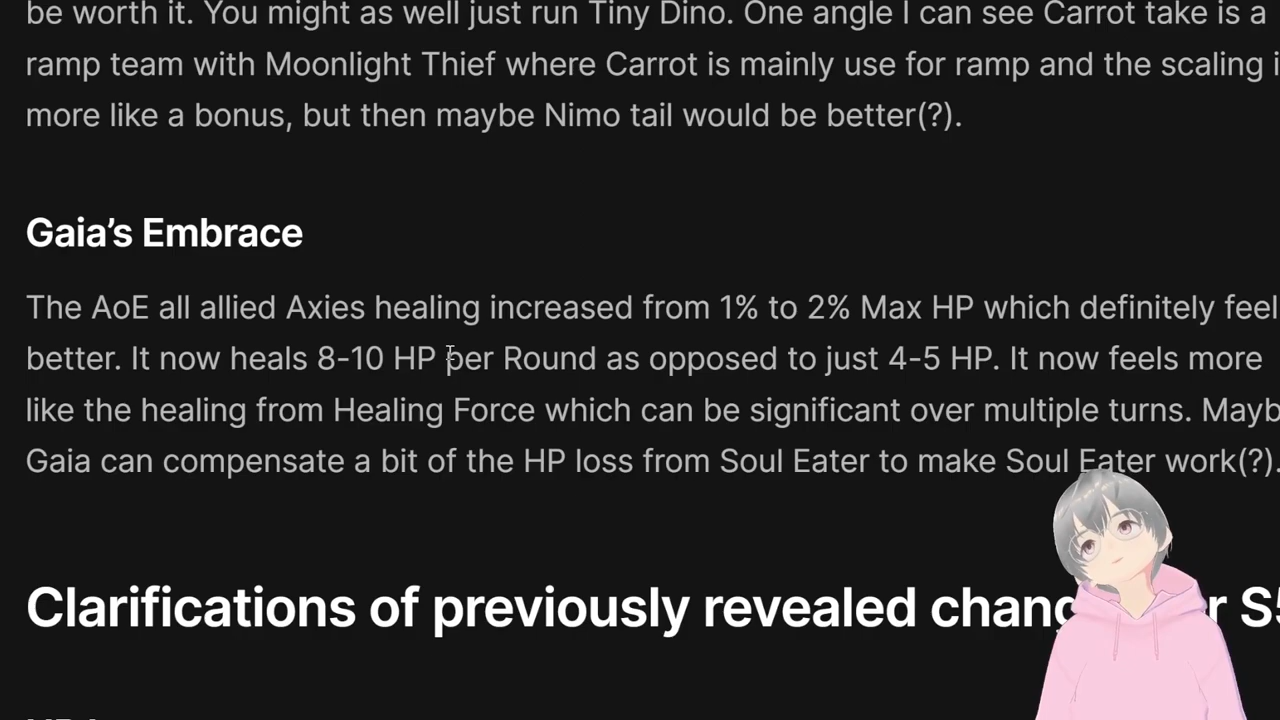 be worth it. You might as well just run Tiny Dino. One angle I can see Carrot take is a
ramp team with Moonlight Thief where Carrot is mainly use for ramp and the scaling i
more like a bonus, but then maybe Nimo tail would be better(?).
Gaia's Embrace
The AoE all allied Axies healing increased from 1% to 2% Max HP which definitely feel
better. It now heals 8-10 HP per Round as opposed to just 4-5 HP. It now feels more
like the healing from Healing Force which can be significant over multiple turns. Mayb
Gaia can compensate a bit of the HP loss from Soul Eater to make Soul Eater work(?).
Clarifications of previously revealed chang r S5